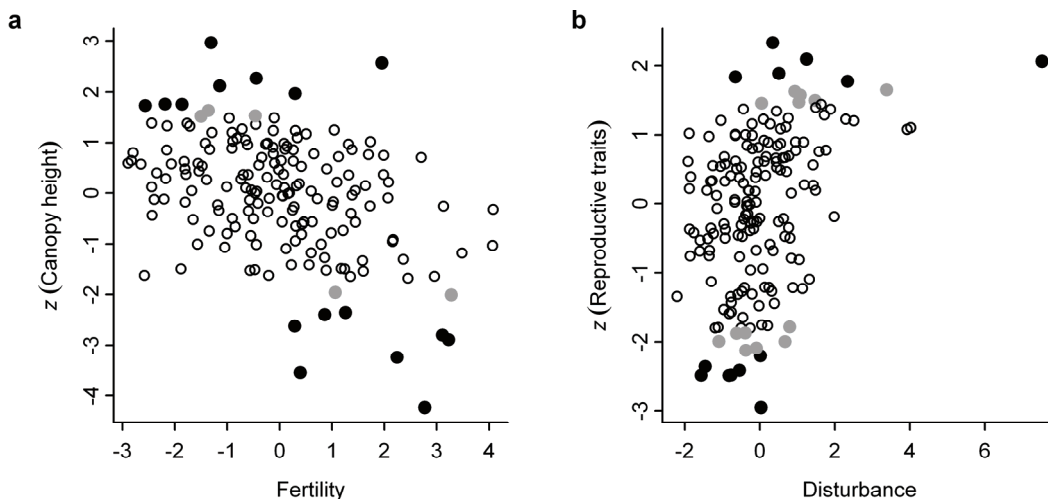 a
z (Canopy height)
3
2
1
0
-1
-2
-3
-4
-3 -2 -1 0 1 2 3 4
Fertility
b
z (Reproductive traits)
2
1
0
-1
-2
-3
-2 0 2 4 6
Disturbance